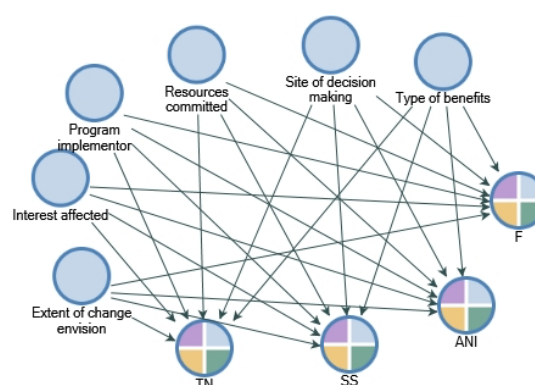 Resources
committed
Site of decision
making
Type of benefits
Program
implementor
Interest affected
F
Extent of change
envision
ANI
TN
SS